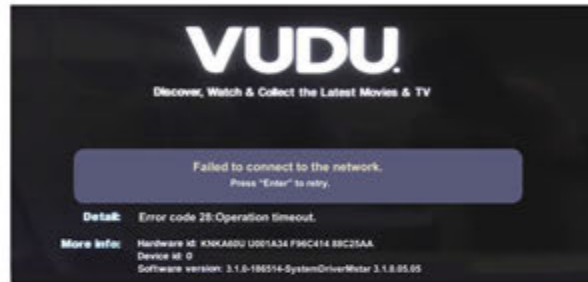 VUDU.
Discover, Watch & Collect the Latest Movies & TV
Failed to connect to the network.
Press "Enter" to retry.
Detail: Error code 28:Operation timeout.
More info: Hardware id: KNKA60U U001A34 F96C414 88C25AA
Device id: 0
Software version: 3.1.0-186514-SystemDriverMstar 3.1.0.05.05